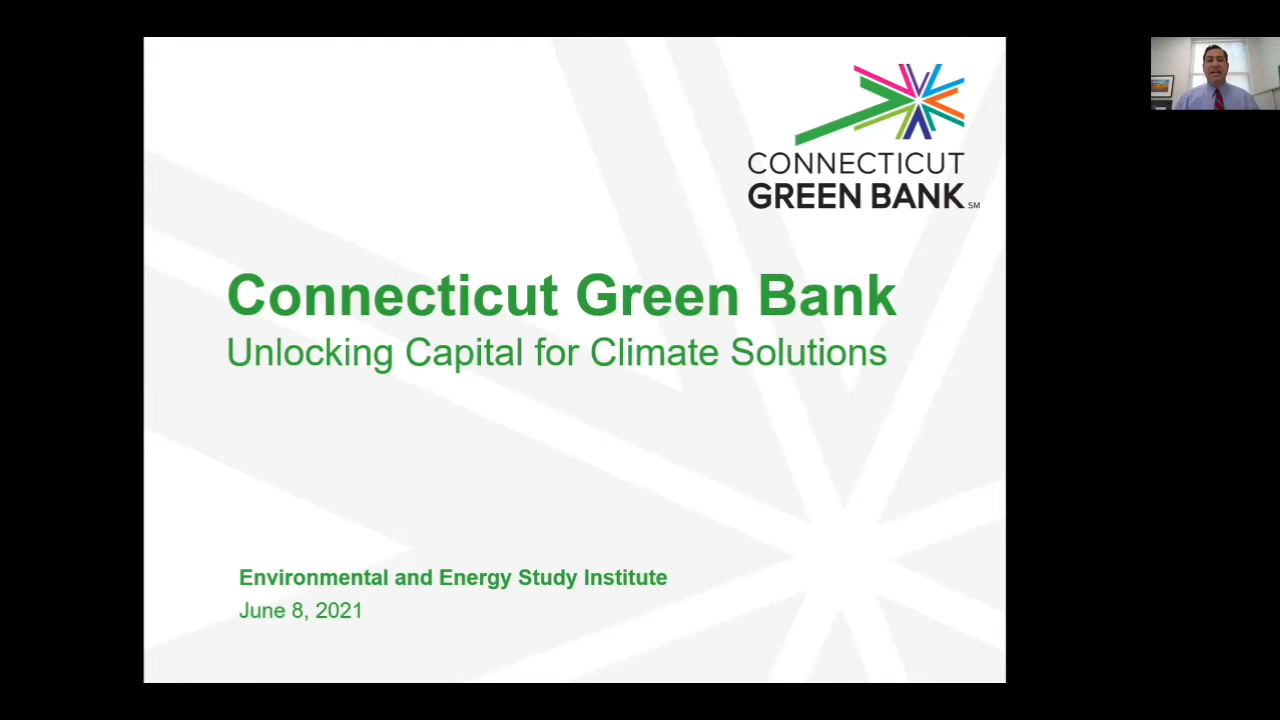 CONNECTICUT
GREEN BANK SM
Connecticut Green Bank
Unlocking Capital for Climate Solutions
Environmental and Energy Study Institute
June 8, 2021